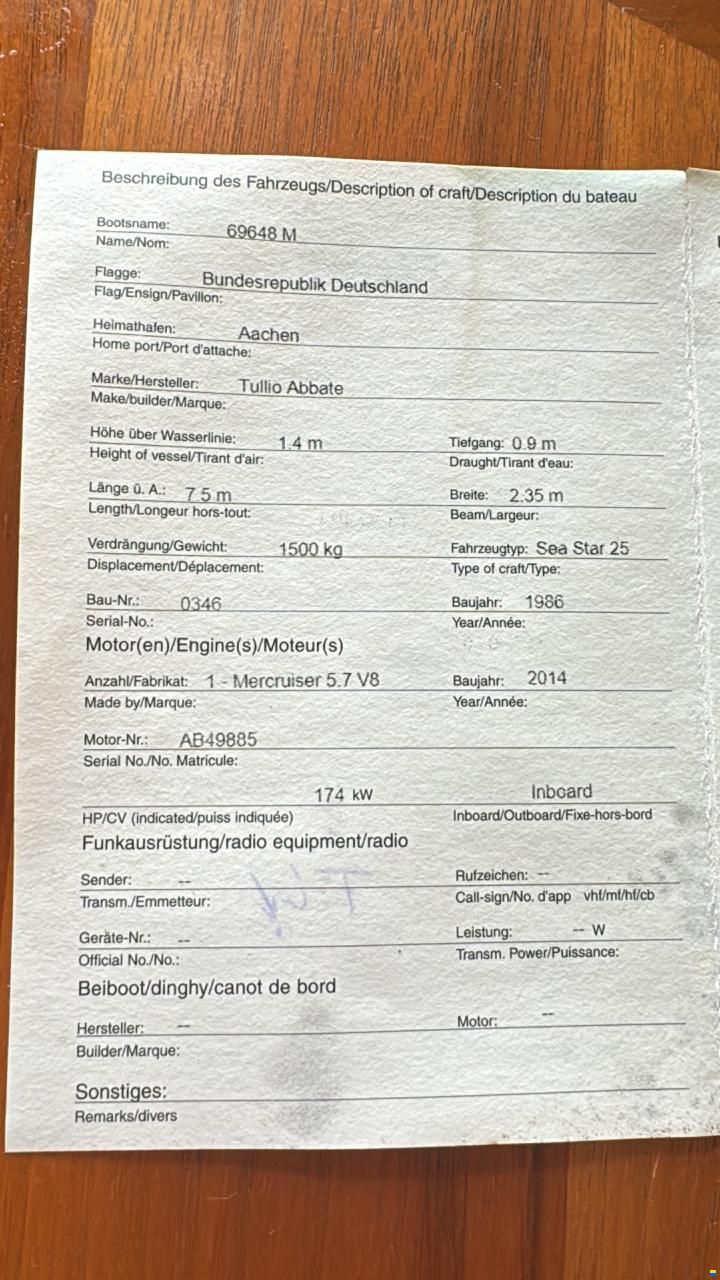 Beschreibung des Fahrzeugs/Description of craft/Description du bateau
Bootsname: 69648 M
Name/Nom:
Flagge: Bundesrepublik Deutschland
Flag/Ensign/Pavillon:
Heimathafen: Aachen
Home port/Port d'attache:
Marke/Hersteller: Tullio Abbate
Make/builder/Marque:
Höhe über Wasserlinie: 1.4 m Tiefgang: 0.9 m
Height of vessel/Tirant d'air: Draught/Tirant d'eau:
Länge ü. A.: 7.5 m Breite: 2.35 m
Length/Longeur hors-tout: Beam/Largeur:
Verdrängung/Gewicht: 1500 kg Fahrzeugtyp: Sea Star 25
Displacement/Déplacement: Type of craft/Type:
Bau-Nr.: 0346 Baujahr: 1986
Serial-No.: Year/Année:
Motor(en)/Engine(s)/Moteur(s)
Anzahl/Fabrikat: 1 - Mercruiser 5.7 V8 Baujahr: 2014
Made by/Marque: Year/Année:
Motor-Nr.: AB49885
Serial No./No. Matricule:
174 kW Inboard
HP/CV (indicated/puiss indiquée) Inboard/Outboard/Fixe-hors-bord
Funkausrüstung/radio equipment/radio
Sender: -- Rufzeichen: --
Transm./Emmetteur: Call-sign/No. d'app vhf/mf/hf/cb
Geräte-Nr.: -- Leistung: -- W
Official No./No.: Transm. Power/Puissance:
Beiboot/dinghy/canot de bord
Hersteller: -- Motor: --
Builder/Marque:
Sonstiges:
Remarks/divers